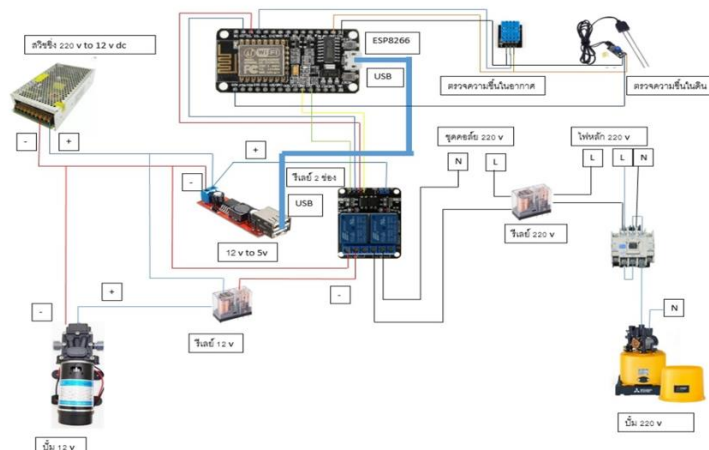 สวิชชิ่ง 220 v to 12 v dc
ESP8266
USB
ตรวจความชื้นในอากาศ
ตรวจความชื้นในดิน
-
+
-
+
ชุดคอล์ย 220 v
ไฟหลัก 220 v
N
L
L
L
N
รีเลย์ 2 ช่อง
USB
12 v to 5v
รีเลย์ 220 v
-
+
-
รีเลย์ 12 v
N
ปั๊ม 12 v
ปั๊ม 220 v